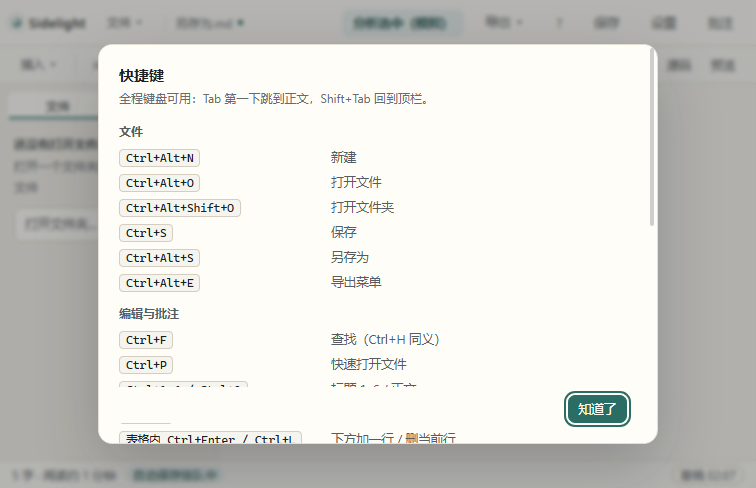 Sidelight 文件
快捷键
全程键盘可用：Tab 第一下跳到正文，Shift+Tab 回到顶栏。
文件
Ctrl+Alt+N 新建
Ctrl+Alt+O 打开文件
Ctrl+Alt+Shift+O 打开文件夹
Ctrl+S 保存
Ctrl+Alt+S 另存为
Ctrl+Alt+E 导出菜单
编辑与批注
Ctrl+F 查找（Ctrl+H 同义）
Ctrl+P 快速打开文件
知道了
表格内 Ctrl+Enter / Ctrl+L 下方加一行 / 删当前行